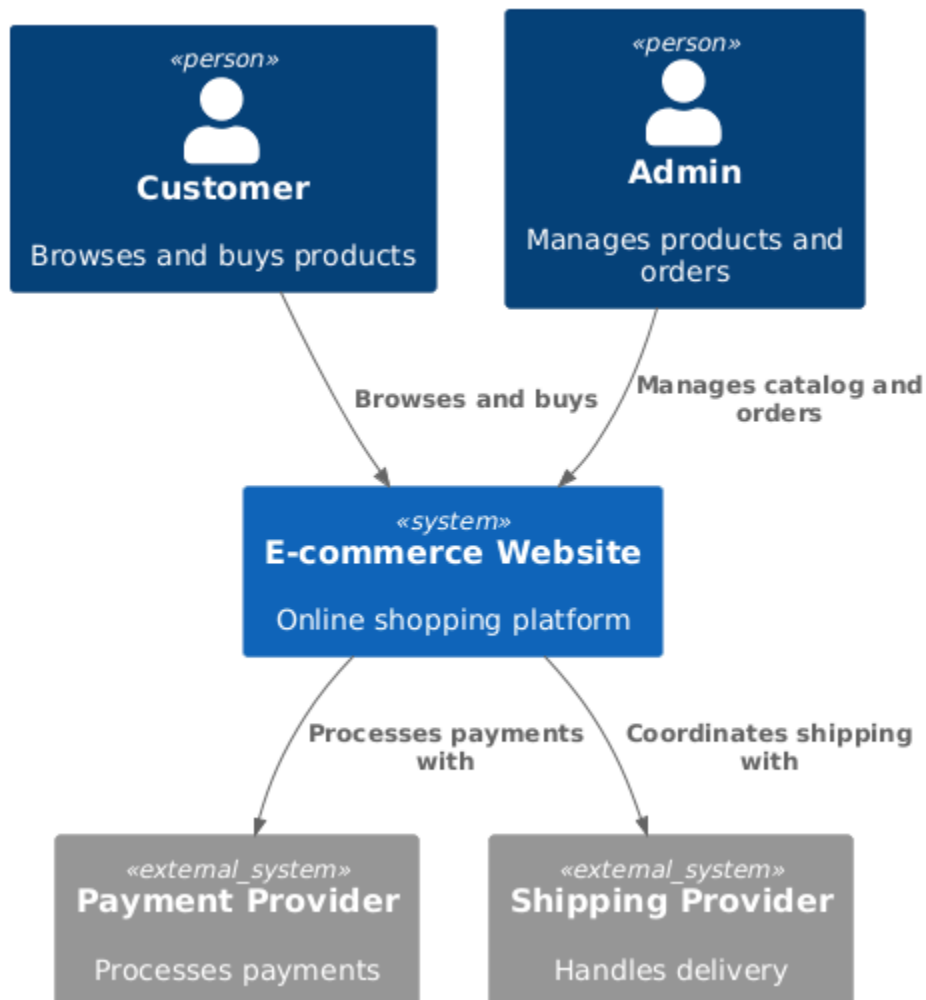 «person»
Customer
Browses and buys products
«person»
Admin
Manages products and
orders
Browses and buys
Manages catalog and
orders
«system»
E-commerce Website
Online shopping platform
Processes payments
with
Coordinates shipping
with
«external_system»
Payment Provider
Processes payments
«external_system»
Shipping Provider
Handles delivery